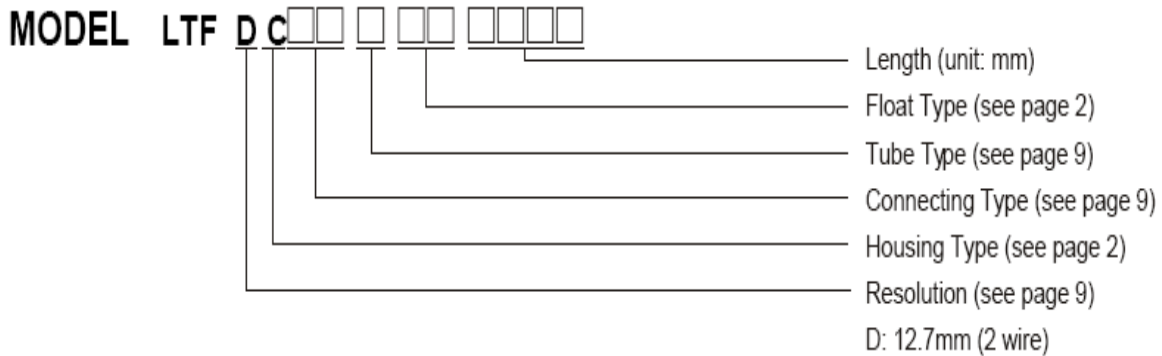 MODEL LTF D C□□ □ □□ □□□□
Length (unit: mm)
Float Type (see page 2)
Tube Type (see page 9)
Connecting Type (see page 9)
Housing Type (see page 2)
Resolution (see page 9)
D: 12.7mm (2 wire)